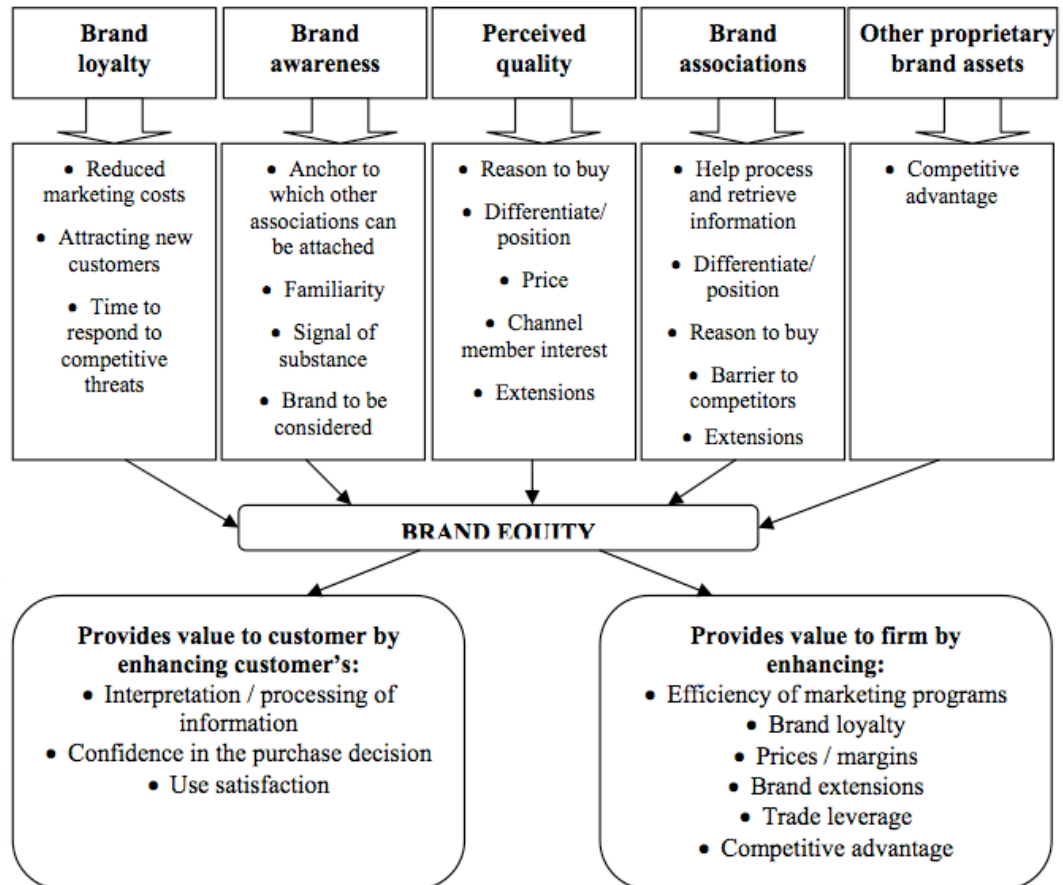 Brand
loyalty
Brand
awareness
Perceived
quality
Brand
associations
Other proprietary
brand assets
• Reduced
marketing costs
• Attracting new
customers
• Time to
respond to
competitive
threats
• Anchor to
which other
associations can
be attached
• Familiarity
• Signal of
substance
• Brand to be
considered
• Reason to buy
• Differentiate/
position
• Price
• Channel
member interest
• Extensions
• Help process
and retrieve
information
• Differentiate/
position
• Reason to buy
• Barrier to
competitors
• Extensions
• Competitive
advantage
BRAND EQUITY
Provides value to customer by
enhancing customer’s:
• Interpretation / processing of
information
• Confidence in the purchase decision
• Use satisfaction
Provides value to firm by
enhancing:
• Efficiency of marketing programs
• Brand loyalty
• Prices / margins
• Brand extensions
• Trade leverage
• Competitive advantage